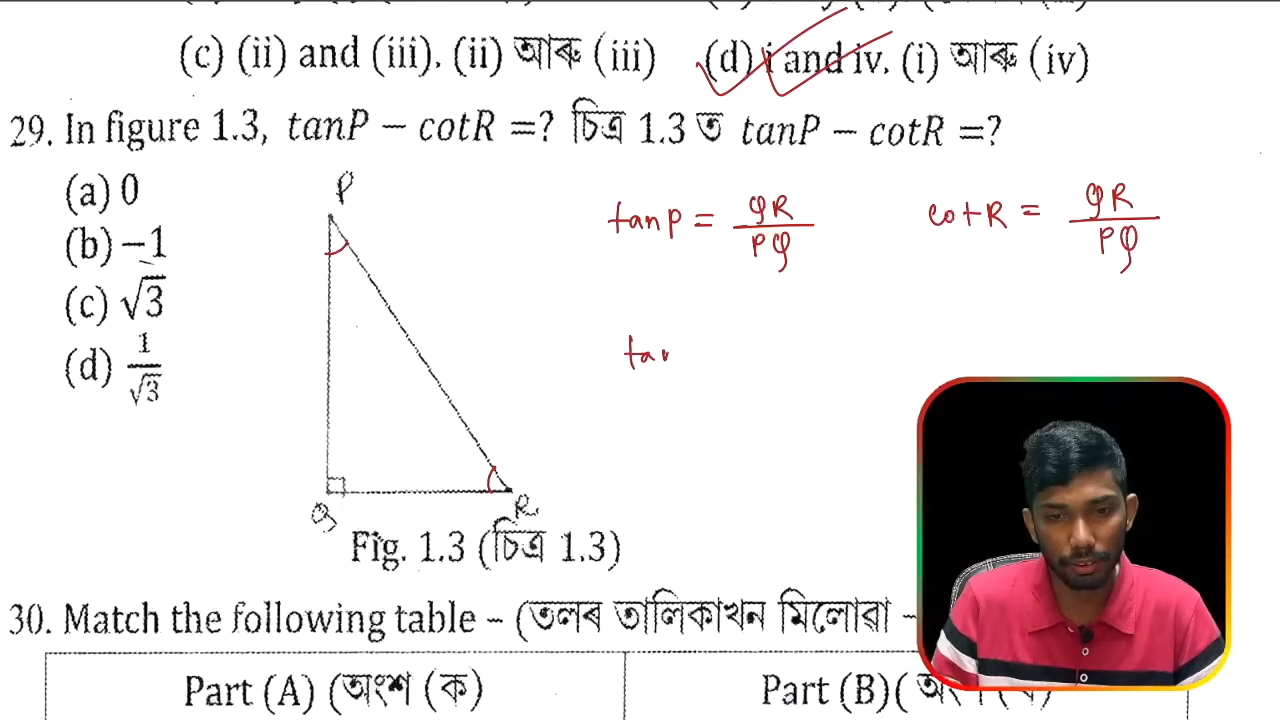 (c) (ii) and (iii). (ii) আৰু (iii) (d) i and iv. (i) আৰু (iv)
29. In figure 1.3, tanP − cotR =? চিত্ৰ 1.3 ত tanP − cotR =?
(a) 0
(b) −1
(c) √3
(d) 1/√3
P
Q
R
tan P = QR/PQ
cot R = QR/PQ
ta
Fig. 1.3 (চিত্ৰ 1.3)
30. Match the following table – (তলৰ তালিকাখন মিলোৱা –
Part (A) (অংশ (ক) Part (B)(